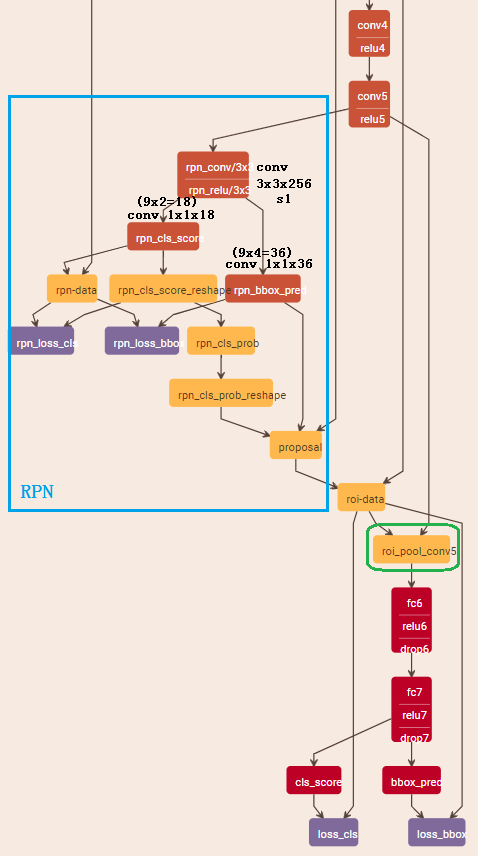 conv4
relu4
conv5
relu5
rpn_conv/3x3
rpn_relu/3x3
conv
3x3x256
s1
(9x2=18)
conv 1x1x18
rpn_cls_score
(9x4=36)
conv 1x1x36
rpn-data
rpn_cls_score_reshape
rpn_bbox_pred
rpn_loss_cls
rpn_loss_bbox
rpn_cls_prob
rpn_cls_prob_reshape
proposal
RPN
roi-data
roi_pool_conv5
fc6
relu6
drop6
fc7
relu7
drop7
cls_score
bbox_pred
loss_cls
loss_bbox